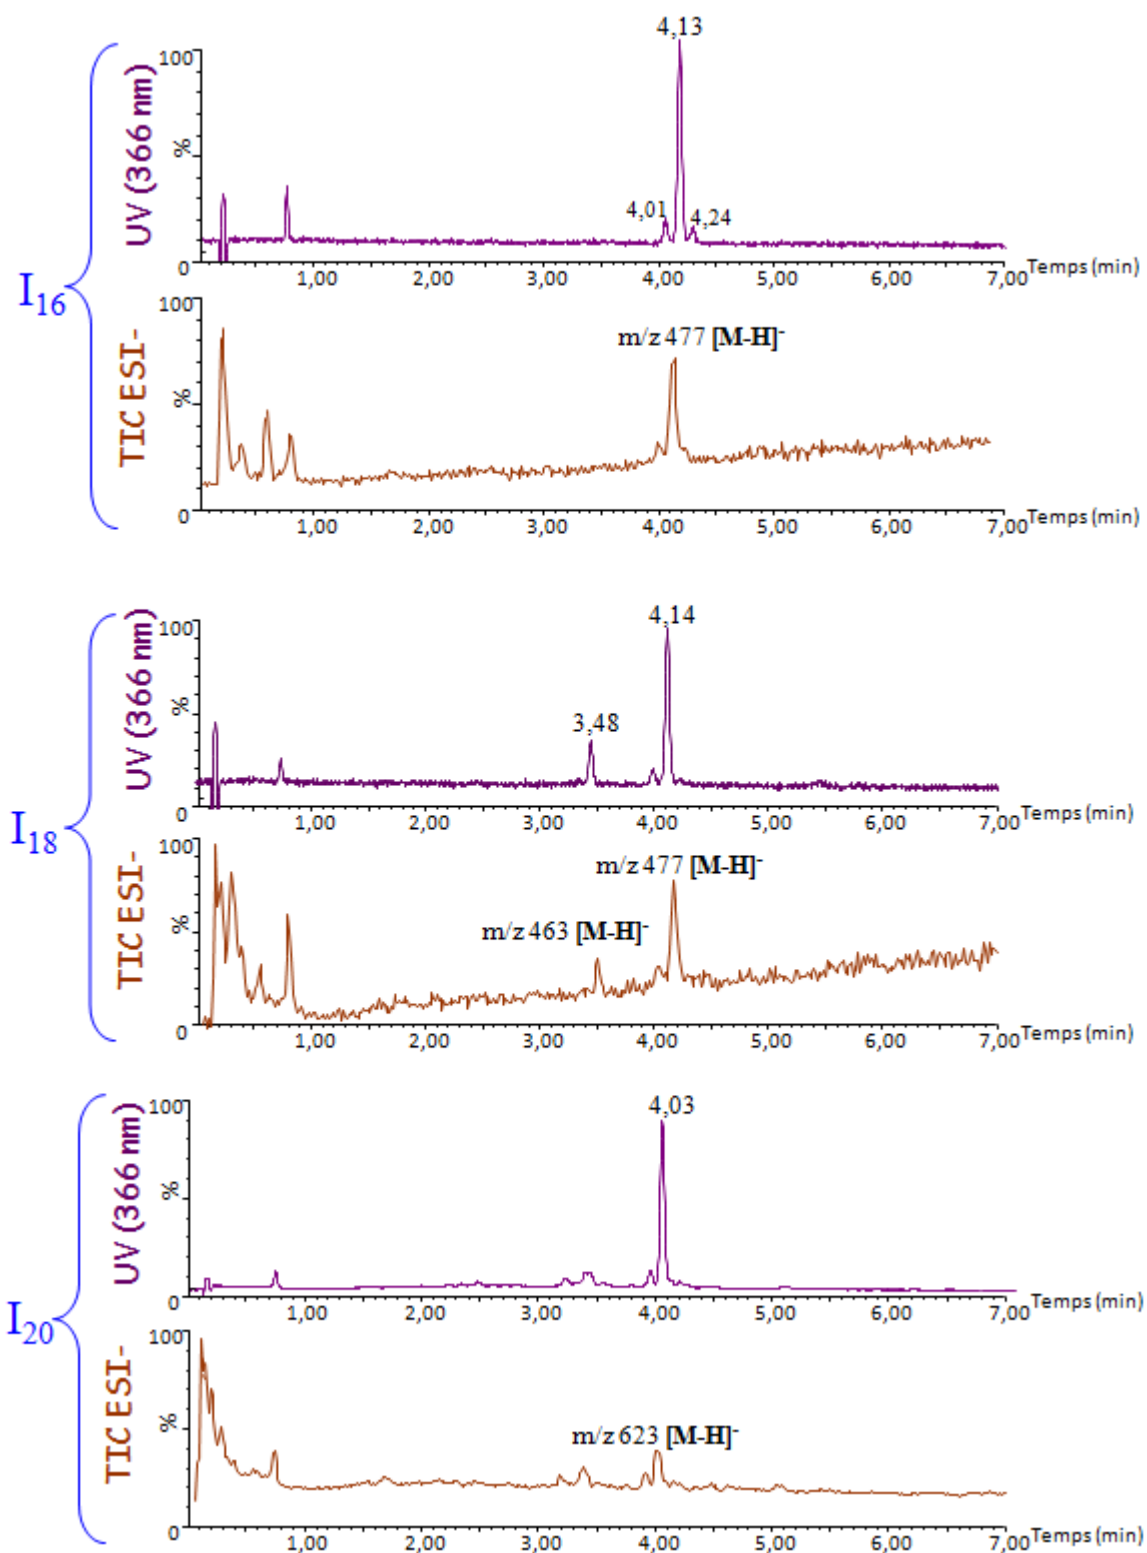 I16
UV (366 nm)
100
%
0
4,13
4,01
4,24
1,00 2,00 3,00 4,00 5,00 6,00 7,00 Temps (min)
TIC ESI-
100
%
0
m/z 477 [M-H]-
1,00 2,00 3,00 4,00 5,00 6,00 7,00 Temps (min)
I18
UV (366 nm)
100
%
0
4,14
3,48
1,00 2,00 3,00 4,00 5,00 6,00 7,00 Temps (min)
TIC ESI-
100
%
0
m/z 477 [M-H]-
m/z 463 [M-H]-
1,00 2,00 3,00 4,00 5,00 6,00 7,00 Temps (min)
I20
UV (366 nm)
100
%
0
4,03
1,00 2,00 3,00 4,00 5,00 6,00 7,00 Temps (min)
TIC ESI-
100
%
0
m/z 623 [M-H]-
1,00 2,00 3,00 4,00 5,00 6,00 7,00 Temps (min)